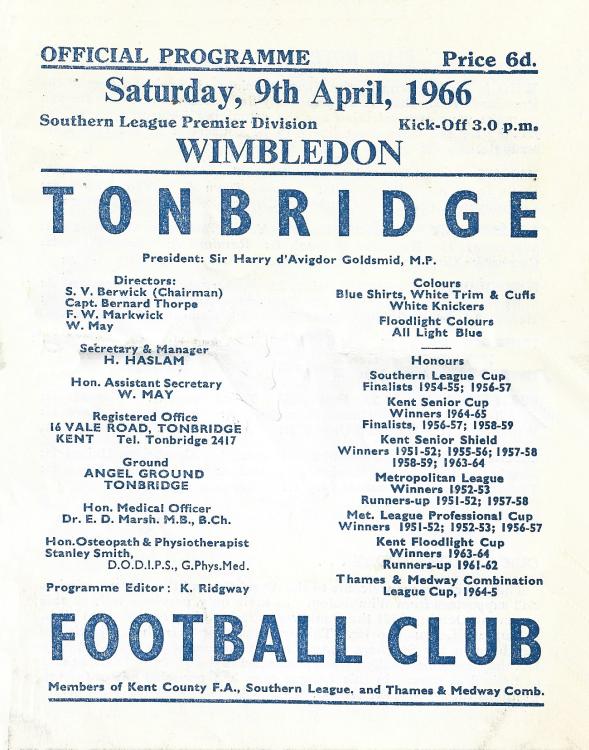 OFFICIAL PROGRAMME Price 6d.
Saturday, 9th April, 1966
Southern League Premier Division Kick-Off 3.0 p.m.
WIMBLEDON
TONBRIDGE
President: Sir Harry d'Avigdor Goldsmid, M.P.
Directors:
S. V. Berwick (Chairman)
Capt. Bernard Thorpe
F. W. Markwick
W. May
Secretary & Manager
H. HASLAM
Hon. Assistant Secretary
W. MAY
Registered Office
16 VALE ROAD, TONBRIDGE
KENT Tel. Tonbridge 2417
Ground
ANGEL GROUND
TONBRIDGE
Hon. Medical Officer
Dr. E. D. Marsh. M.B., B.Ch.
Hon. Osteopath & Physiotherapist
Stanley Smith,
D.O.D.I.P.S., G.Phys.Med.
Programme Editor: K. Ridgway
Colours
Blue Shirts, White Trim & Cuffs
White Knickers
Floodlight Colours
All Light Blue
Honours
Southern League Cup
Finalists 1954-55; 1956-57
Kent Senior Cup
Winners 1964-65
Finalists, 1956-57; 1958-59
Kent Senior Shield
Winners 1951-52; 1955-56; 1957-58
1958-59; 1963-64
Metropolitan League
Winners 1952-53
Runners-up 1951-52; 1957-58
Met. League Professional Cup
Winners 1951-52; 1952-53; 1956-57
Kent Floodlight Cup
Winners 1963-64
Runners-up 1961-62
Thames & Medway Combination
League Cup, 1964-5
FOOTBALL CLUB
Members of Kent County F.A., Southern League, and Thames & Medway Comb.